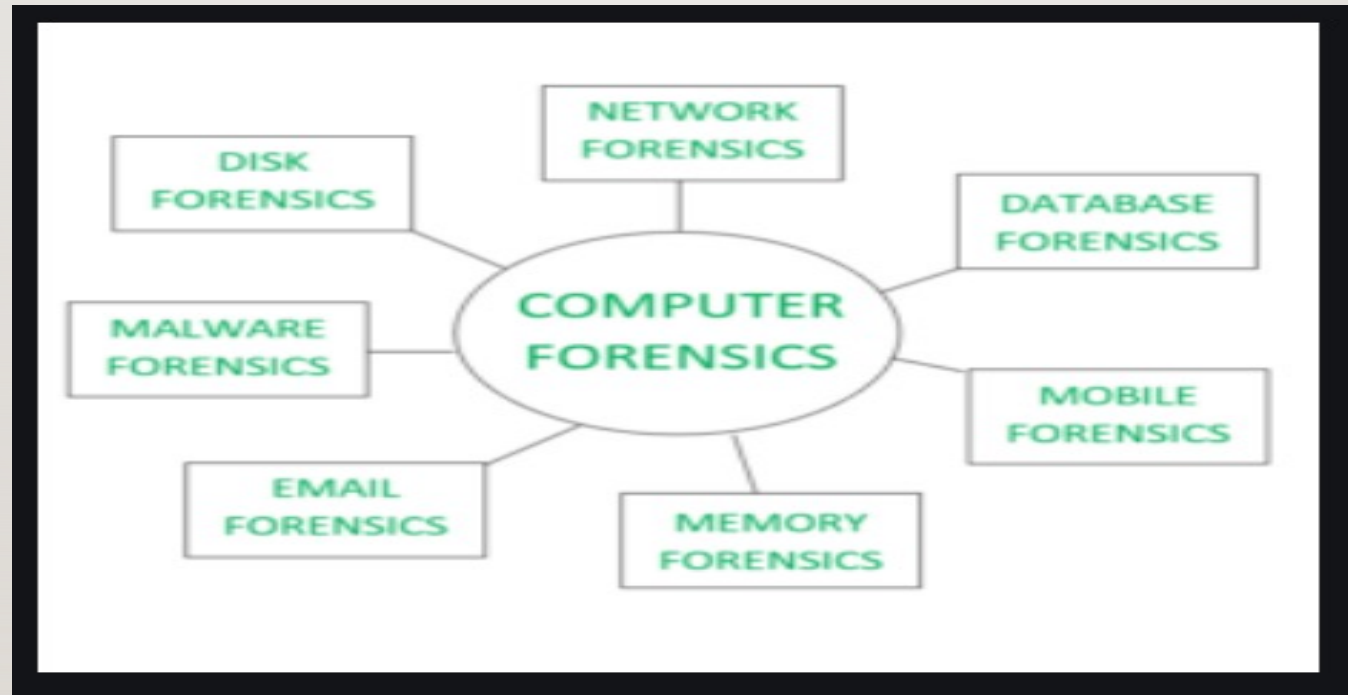 NETWORK
FORENSICS
DISK
FORENSICS
DATABASE
FORENSICS
COMPUTER
FORENSICS
MALWARE
FORENSICS
MOBILE
FORENSICS
EMAIL
FORENSICS
MEMORY
FORENSICS